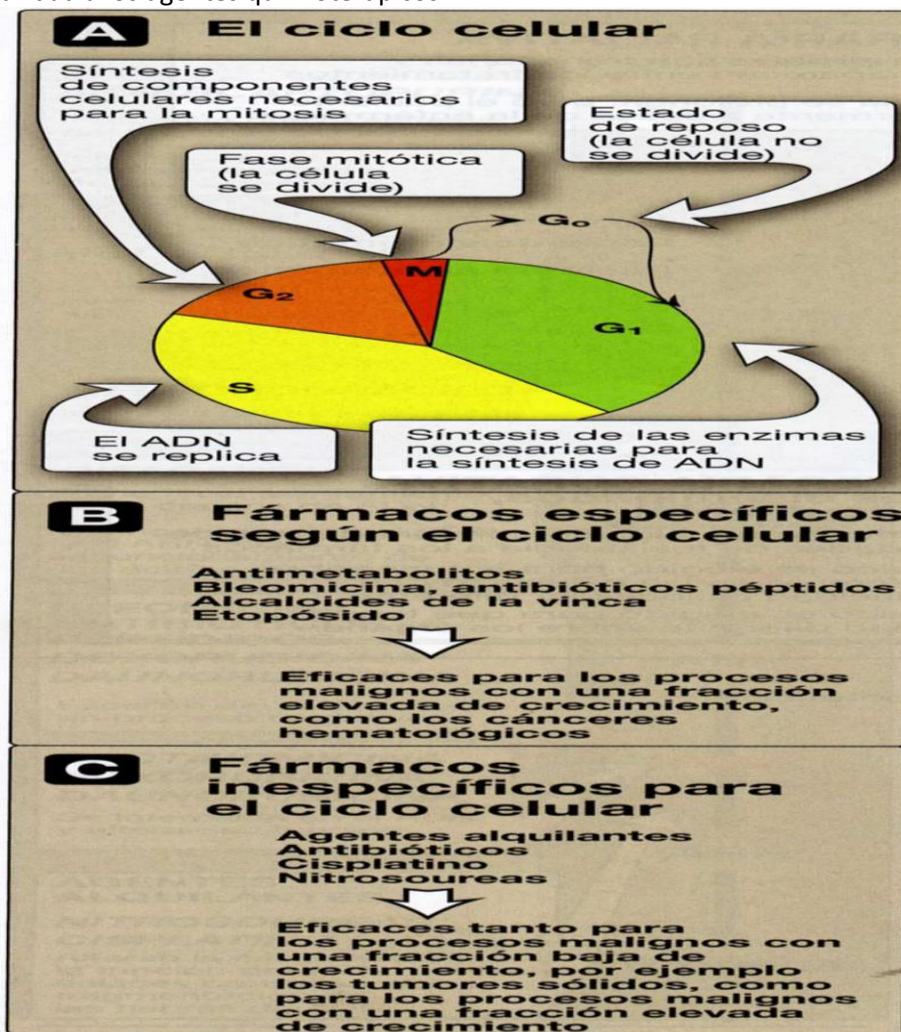 A El ciclo celular
Síntesis
de componentes
celulares necesarios
para la mitosis
Estado
de reposo
(la célula no
se divide)
Fase mitótica
(la célula
se divide)
G₀
M
G₂
G₁
S
El ADN
se replica
Síntesis de las enzimas
necesarias para
la síntesis de ADN
B Fármacos específicos
según el ciclo celular
Antimetabolitos
Bleomicina, antibióticos péptidos
Alcaloides de la vinca
Etopósido
Eficaces para los procesos
malignos con una fracción
elevada de crecimiento,
como los cánceres
hematológicos
C Fármacos
inespecíficos para
el ciclo celular
Agentes alquilantes
Antibióticos
Cisplatino
Nitrosoureas
Eficaces tanto para
los procesos malignos con
una fracción baja de
crecimiento, por ejemplo
los tumores sólidos, como
para los procesos malignos
con una fracción elevada
de crecimiento